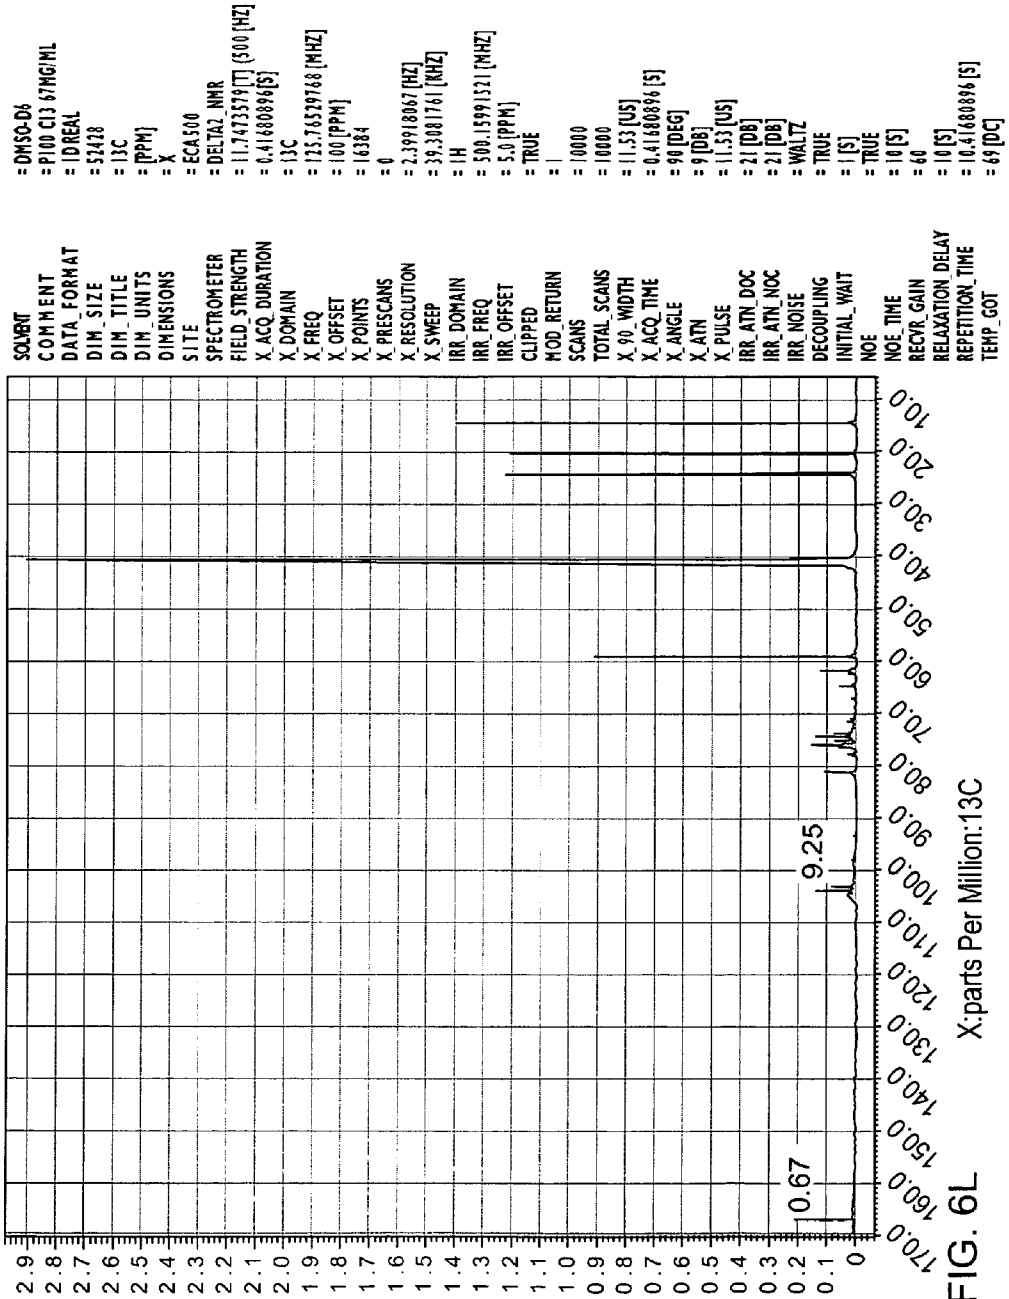 SOLVENT = DMSO-D6
COMMENT = P100 C13 67MG/ML
DATA_FORMAT = 1D REAL
DIM_SIZE = 52428
DIM_TITLE = 13C
DIM_UNITS = [PPM]
DIMENSIONS = X
SITE = ECA500
SPECTROMETER = DELTA2_NMR
FIELD_STRENGTH = 11.7473579[T] (500[HZ]
X_ACQ_DURATION = 0.41680896[S]
X_DOMAIN = 13C
X_FREQ = 125.76529768 [MHZ]
X_OFFSET = 100 [PPM]
X_POINTS = 16384
X_PRESCANS = 0
X_RESOLUTION = 2.39918067 [HZ]
X_SWEEP = 39.3081761 [KHZ]
IRR_DOMAIN = 1H
IRR_FREQ = 500.15991521 [MHZ]
IRR_OFFSET = 5.0 [PPM]
CLIPPED = TRUE
MOD_RETURN = 1
SCANS = 10000
TOTAL_SCANS = 10000
X_90_WIDTH = 11.53 [US]
X_ACQ_TIME = 0.41680896 [S]
X_ANGLE = 90 [DEG]
X_ATN = 9 [DB]
X_PULSE = 11.53 [US]
IRR_ATN_DOC = 21 [DB]
IRR_ATN_NOC = 21 [DB]
IRR_NOISE = WALTZ
DECOUPLING = TRUE
INITIAL_WAIT = 1 [S]
NOE = TRUE
NOE_TIME = 10 [S]
RECVR_GAIN = 60
RELAXATION_DELAY = 10 [S]
REPETITION_TIME = 10.41680896 [S]
TEMP_GOT = 69 [DC]
2.9
2.8
2.7
2.6
2.5
2.4
2.3
2.2
2.1
2.0
1.9
1.8
1.7
1.6
1.5
1.4
1.3
1.2
1.1
1.0
0.9
0.8
0.7
0.6
0.5
0.4
0.3
0.2
0.1
0
0.67
9.25
170.0 160.0 150.0 140.0 130.0 120.0 110.0 100.0 90.0 80.0 70.0 60.0 50.0 40.0 30.0 20.0 10.0
X:parts Per Million:13C
FIG. 6L